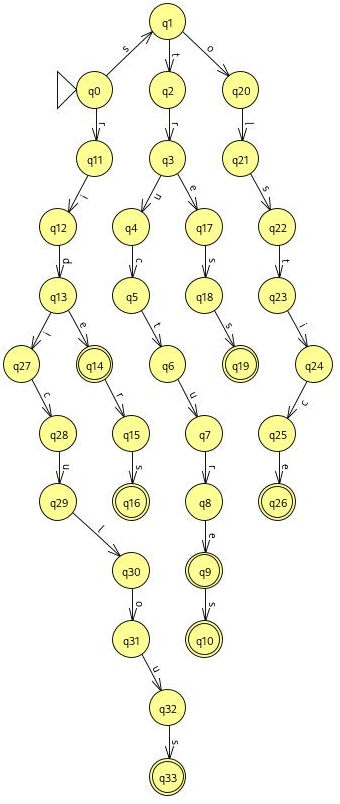 q1
s t o
q0 q2 q20
r r l
q11 q3 q21
i u e s
q12 q4 q17 q22
d c s t
q13 q5 q18 q23
i e t s i
q27 q14 q6 q19 q24
c r u c
q28 q15 q7 q25
u s r e
q29 q16 q8 q26
l e
q30 q9
o s
q31 q10
u
q32
s
q33